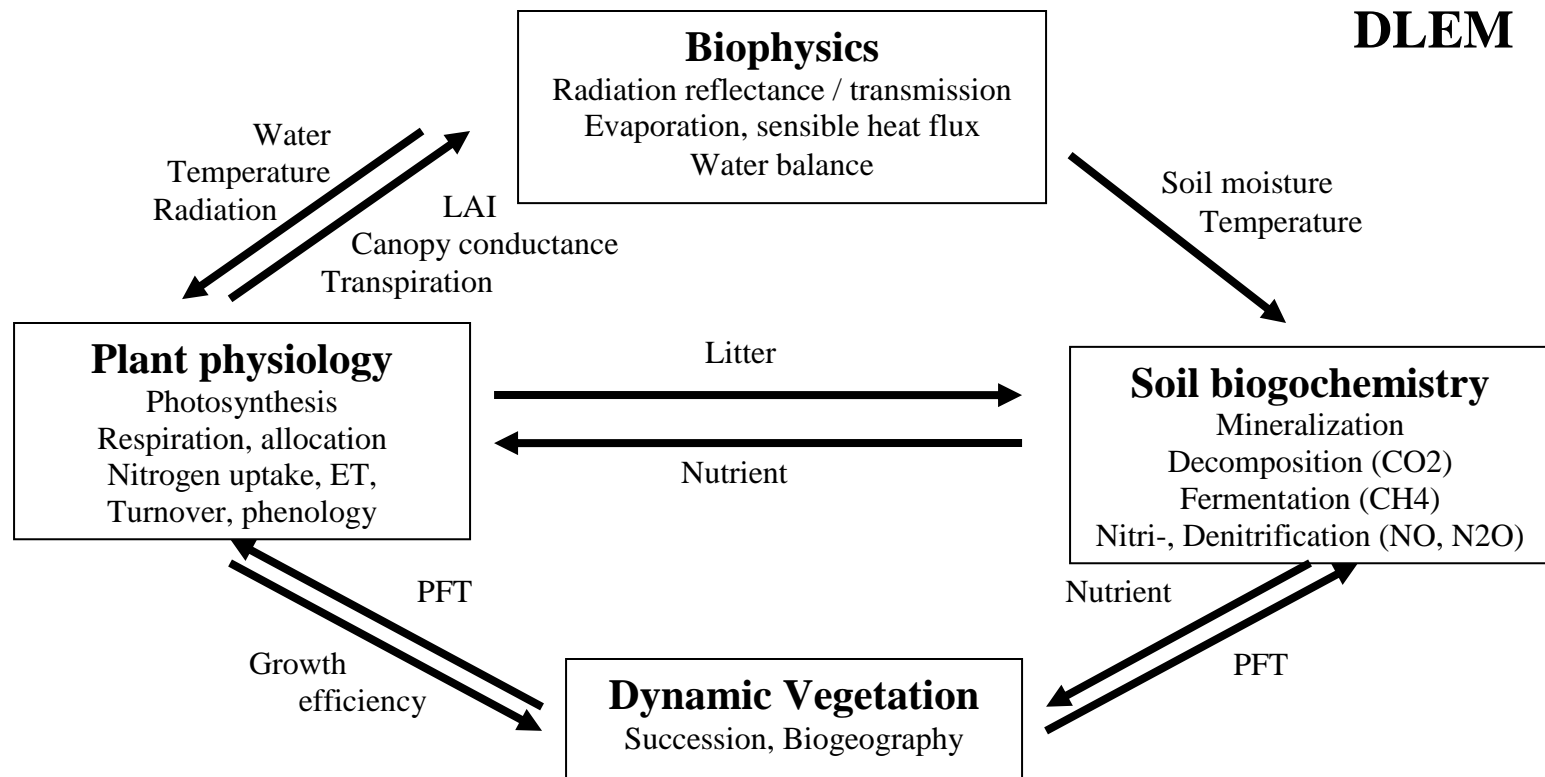 DLEM
Biophysics
Radiation reflectance / transmission
Evaporation, sensible heat flux
Water balance
Water
Temperature
Radiation
LAI
Canopy conductance
Transpiration
Soil moisture
Temperature
Plant physiology
Photosynthesis
Respiration, allocation
Nitrogen uptake, ET,
Turnover, phenology
Litter
Nutrient
Soil biogochemistry
Mineralization
Decomposition (CO2)
Fermentation (CH4)
Nitri-, Denitrification (NO, N2O)
PFT
Growth
efficiency
Nutrient
PFT
Dynamic Vegetation
Succession, Biogeography